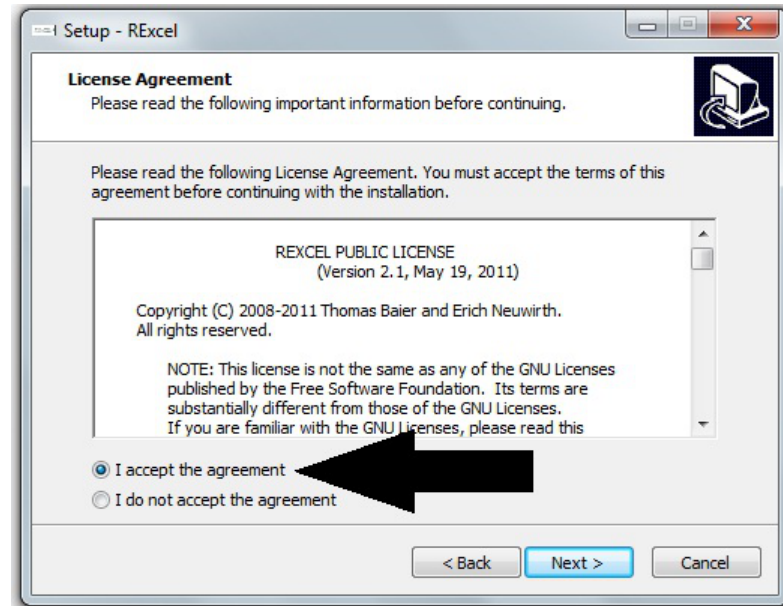 Setup - RExcel
License Agreement
Please read the following important information before continuing.
Please read the following License Agreement. You must accept the terms of this
agreement before continuing with the installation.
REXCEL PUBLIC LICENSE
(Version 2.1, May 19, 2011)
Copyright (C) 2008-2011 Thomas Baier and Erich Neuwirth.
All rights reserved.
NOTE: This license is not the same as any of the GNU Licenses
published by the Free Software Foundation. Its terms are
substantially different from those of the GNU Licenses.
If you are familiar with the GNU Licenses, please read this
I accept the agreement
I do not accept the agreement
< Back
Next >
Cancel